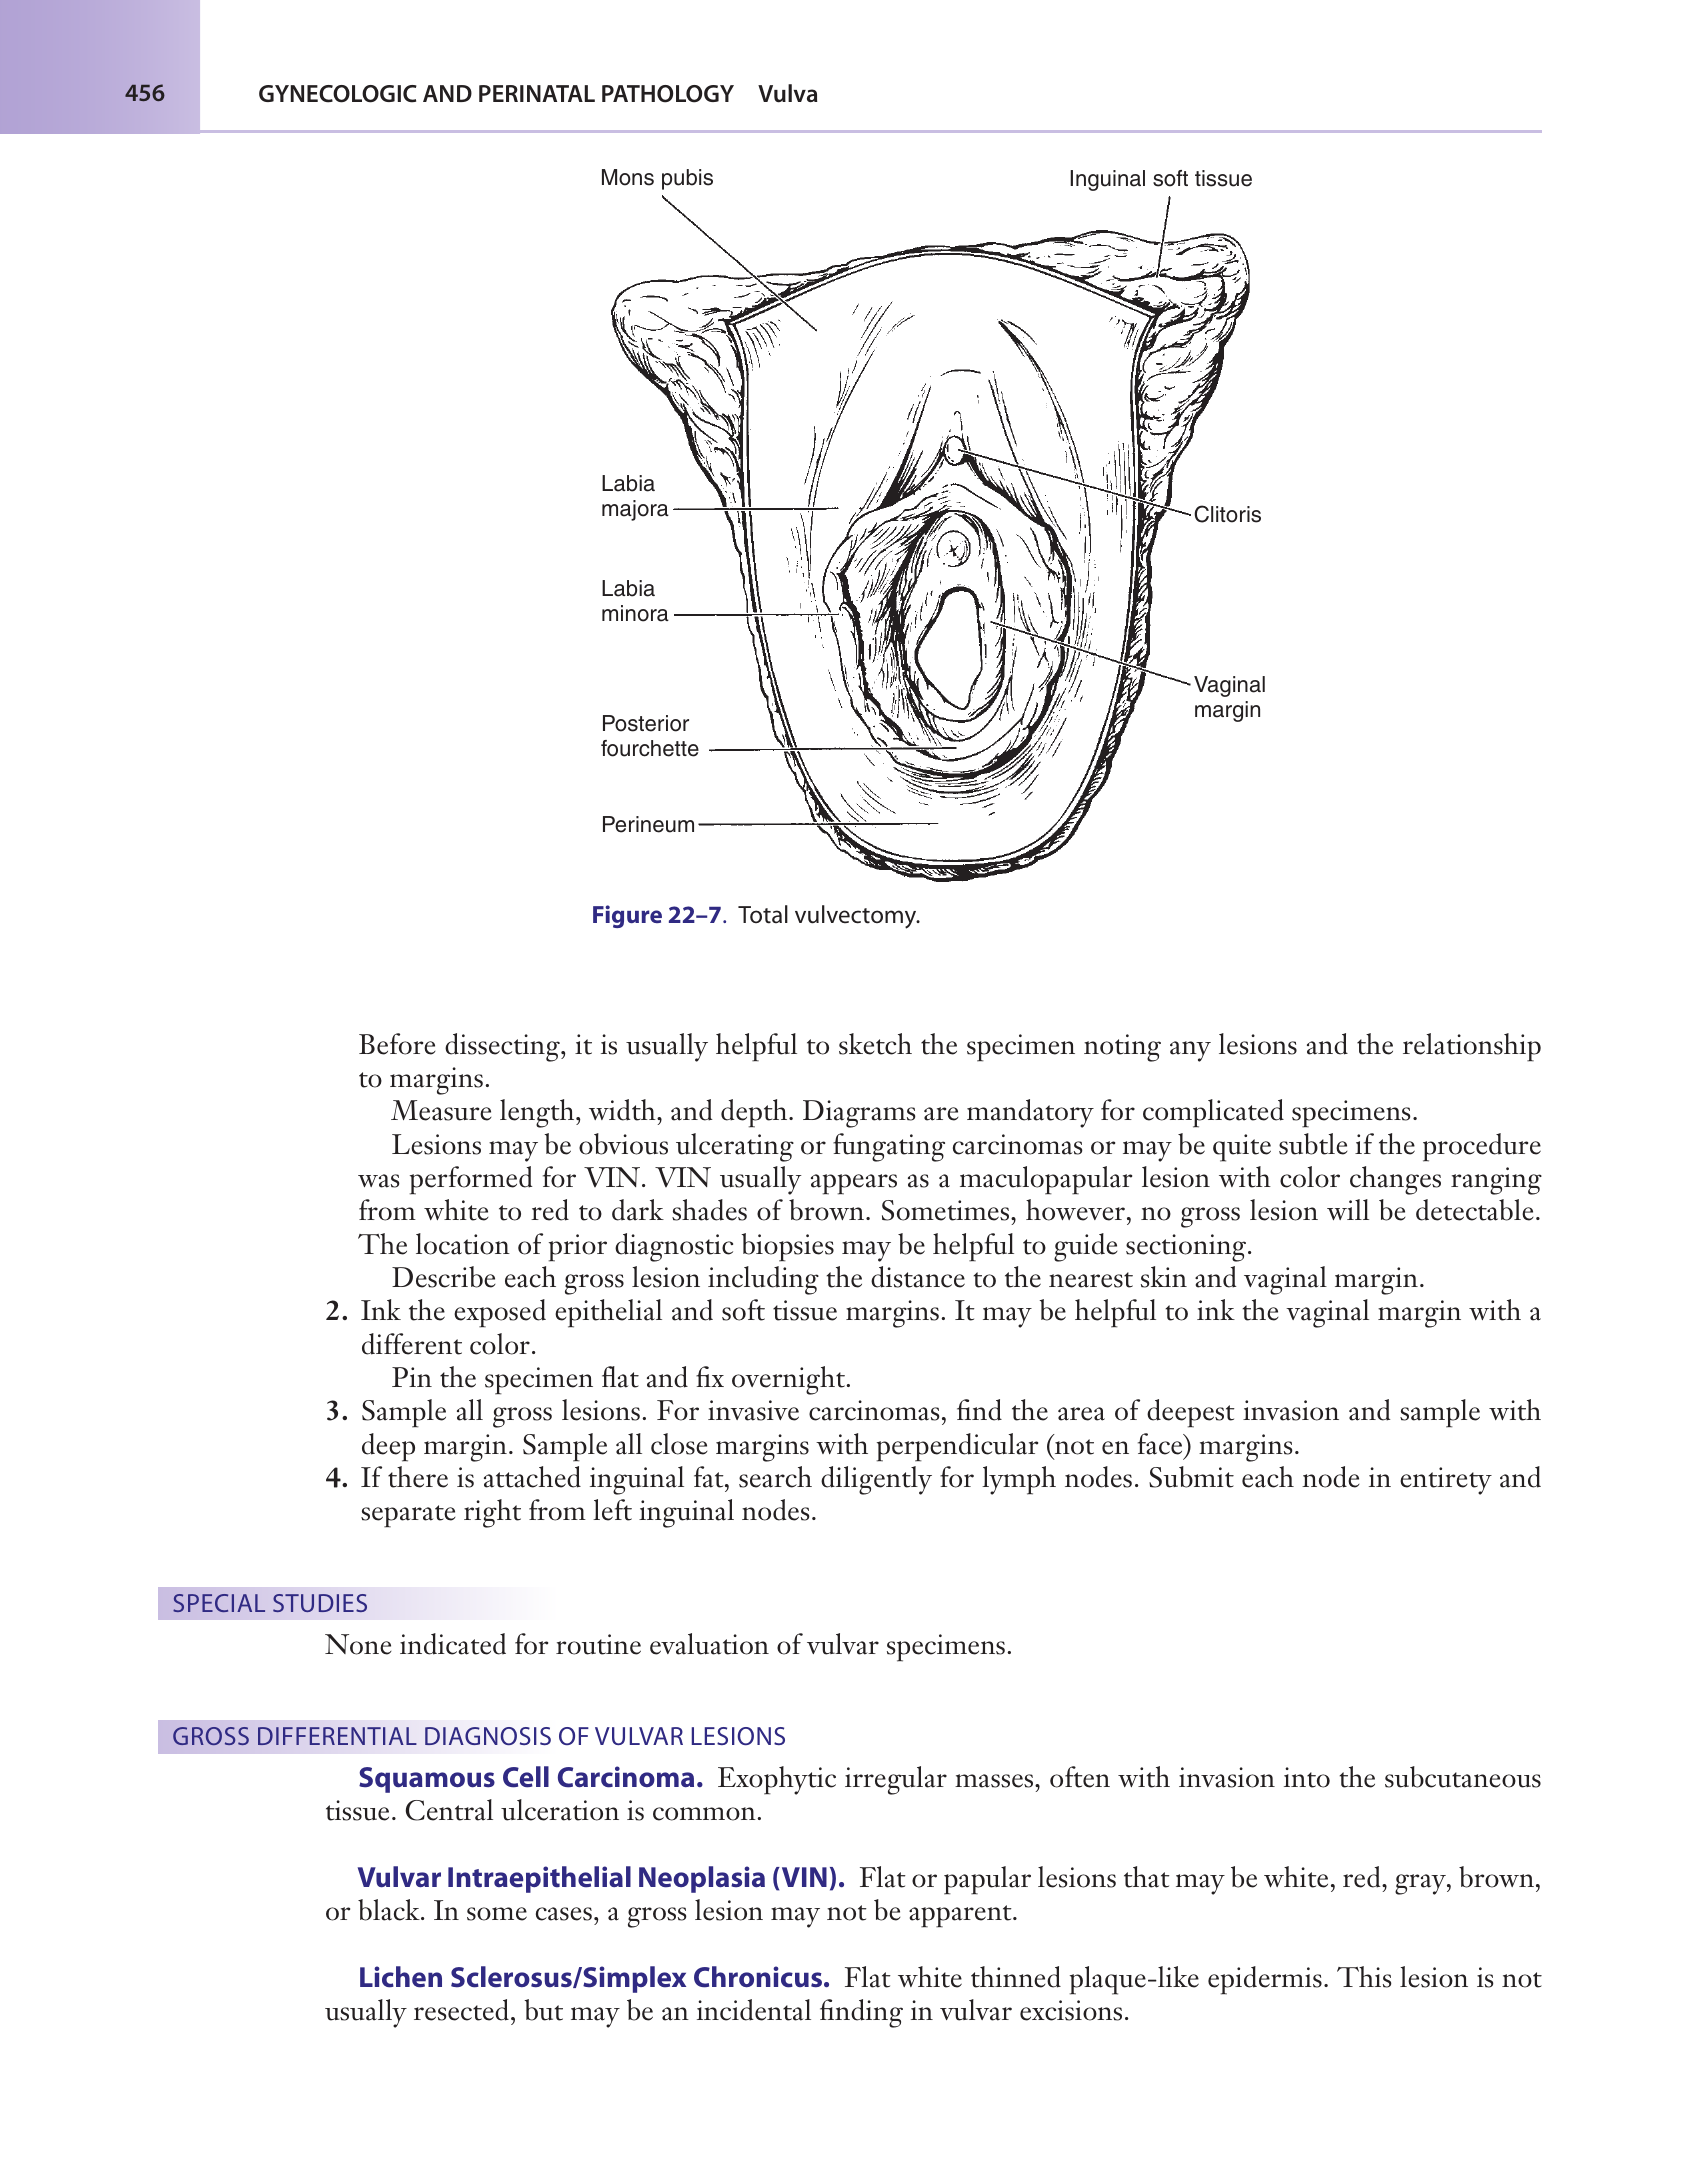 456 GYNECOLOGIC AND PERINATAL PATHOLOGY Vulva
Mons pubis
Inguinal soft tissue
Labia
majora
Clitoris
Labia
minora
Vaginal
margin
Posterior
fourchette
Perineum
Figure 22–7. Total vulvectomy.
Before dissecting, it is usually helpful to sketch the specimen noting any lesions and the relationship
to margins.
Measure length, width, and depth. Diagrams are mandatory for complicated specimens.
Lesions may be obvious ulcerating or fungating carcinomas or may be quite subtle if the procedure
was performed for VIN. VIN usually appears as a maculopapular lesion with color changes ranging
from white to red to dark shades of brown. Sometimes, however, no gross lesion will be detectable.
The location of prior diagnostic biopsies may be helpful to guide sectioning.
Describe each gross lesion including the distance to the nearest skin and vaginal margin.
2. Ink the exposed epithelial and soft tissue margins. It may be helpful to ink the vaginal margin with a
different color.
Pin the specimen flat and fix overnight.
3. Sample all gross lesions. For invasive carcinomas, find the area of deepest invasion and sample with
deep margin. Sample all close margins with perpendicular (not en face) margins.
4. If there is attached inguinal fat, search diligently for lymph nodes. Submit each node in entirety and
separate right from left inguinal nodes.
SPECIAL STUDIES
None indicated for routine evaluation of vulvar specimens.
GROSS DIFFERENTIAL DIAGNOSIS OF VULVAR LESIONS
Squamous Cell Carcinoma. Exophytic irregular masses, often with invasion into the subcutaneous
tissue. Central ulceration is common.
Vulvar Intraepithelial Neoplasia (VIN). Flat or papular lesions that may be white, red, gray, brown,
or black. In some cases, a gross lesion may not be apparent.
Lichen Sclerosus/Simplex Chronicus. Flat white thinned plaque-like epidermis. This lesion is not
usually resected, but may be an incidental finding in vulvar excisions.